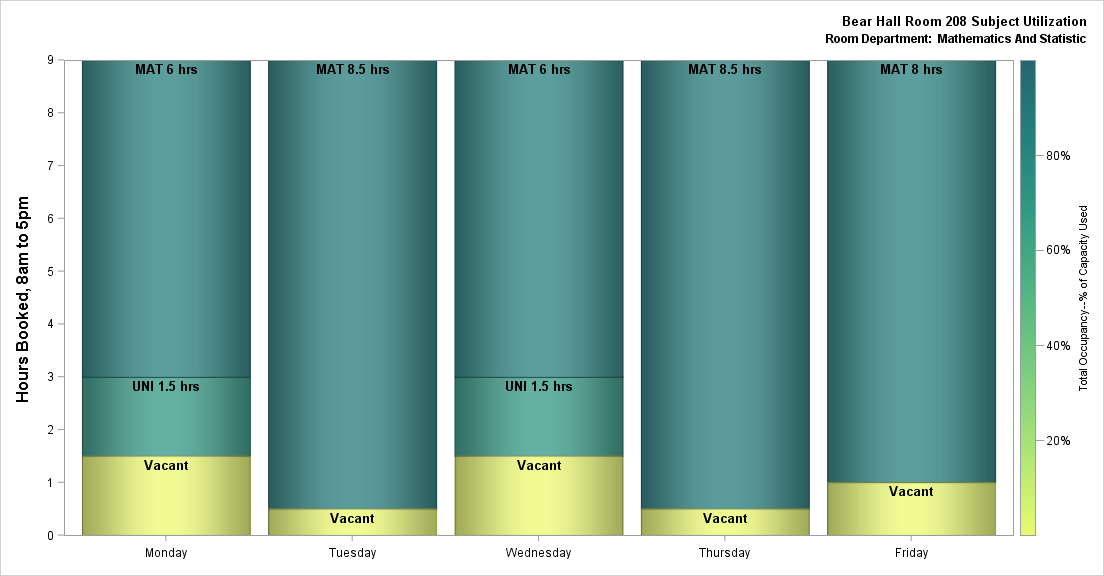 Bear Hall Room 208 Subject Utilization
Room Department: Mathematics And Statistic
Hours Booked, 8am to 5pm
9
8
7
6
5
4
3
2
1
0
MAT 6 hrs
UNI 1.5 hrs
Vacant
MAT 8.5 hrs
Vacant
MAT 6 hrs
UNI 1.5 hrs
Vacant
MAT 8.5 hrs
Vacant
MAT 8 hrs
Vacant
Monday
Tuesday
Wednesday
Thursday
Friday
80%
60%
40%
20%
Total Occupancy--% of Capacity Used